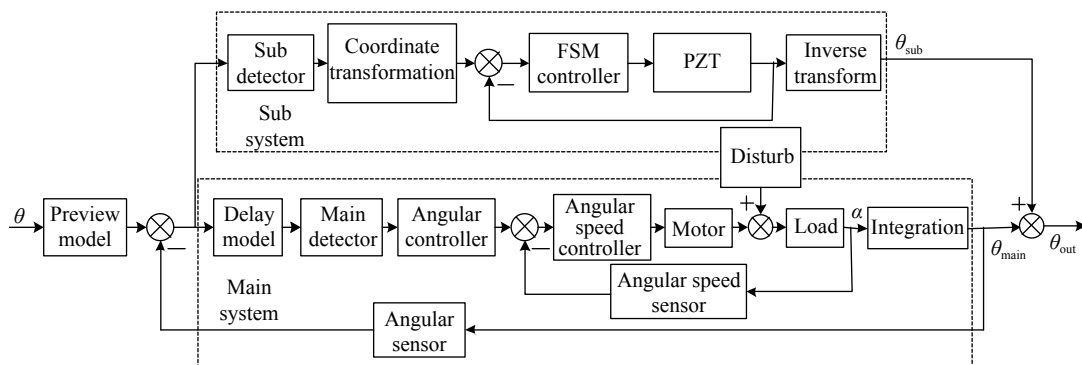 Sub
detector
Coordinate
transformation
−
FSM
controller
PZT
Inverse
transform
θsub
Sub
system
Disturb
θ
Preview
model
−
Delay
model
Main
detector
Angular
controller
−
Angular
speed
controller
Motor
+
Load
α
Integration
θmain
+
θout
Angular speed
sensor
Main
system
Angular
sensor